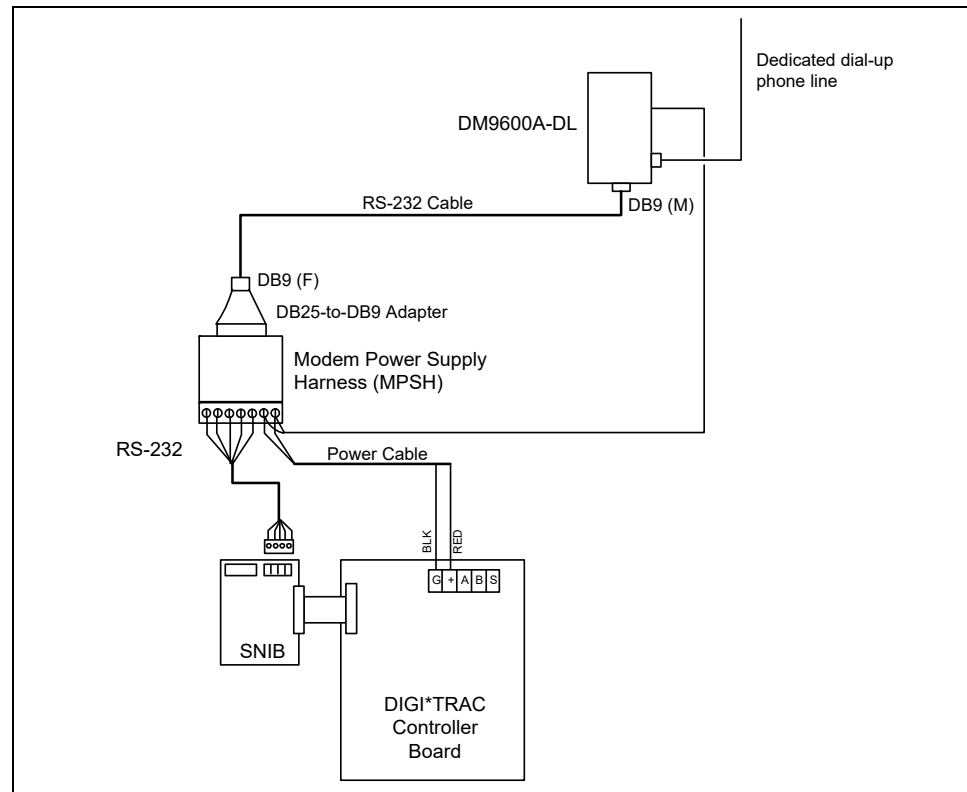 Dedicated dial-up
phone line
DM9600A-DL
RS-232 Cable
DB9 (M)
DB9 (F)
DB25-to-DB9 Adapter
Modem Power Supply
Harness (MPSH)
RS-232
Power Cable
BLK
RED
G + A B S
SNIB
DIGI*TRAC
Controller
Board